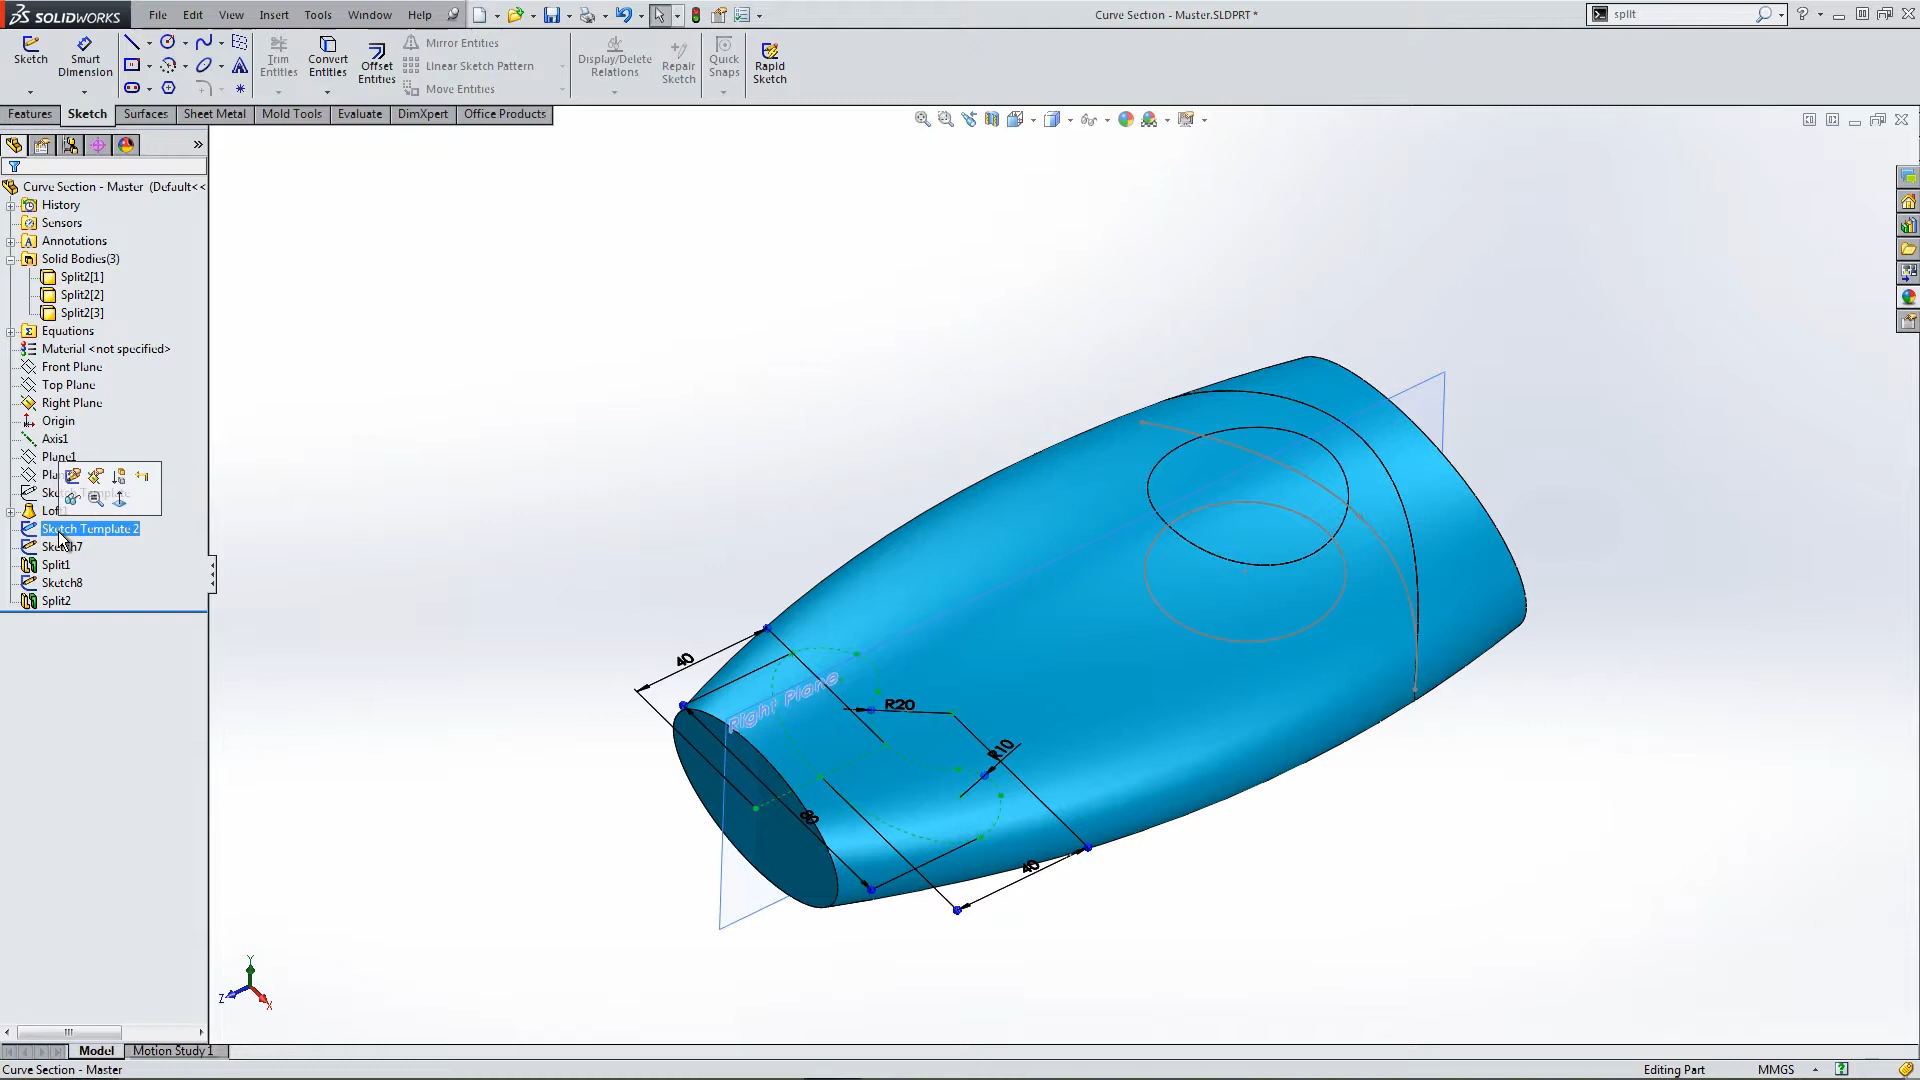 SOLIDWORKS
File Edit View Insert Tools Window Help
Curve Section - Master.SLDPRT *
split
Sketch
Smart Dimension
Trim Entities
Convert Entities
Offset Entities
Mirror Entities
Linear Sketch Pattern
Move Entities
Display/Delete Relations
Repair Sketch
Quick Snaps
Rapid Sketch
Features Sketch Surfaces Sheet Metal Mold Tools Evaluate DimXpert Office Products
Curve Section - Master (Default<<
History
Sensors
Annotations
Solid Bodies(3)
Split2[1]
Split2[2]
Split2[3]
Equations
Material <not specified>
Front Plane
Top Plane
Right Plane
Origin
Axis1
Plane1
Sketch Template 2
Sketch7
Split1
Sketch8
Split2
40
Right Plane
R20
R10
80
40
Y
Z
X
Model Motion Study 1
Curve Section - Master
Editing Part
MMGS